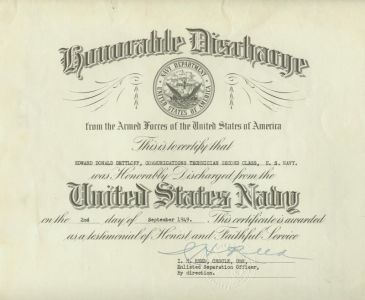 Honorable Discharge
NAVY DEPARTMENT
UNITED STATES OF AMERICA
from the Armed Forces of the United States of America
This is to certify that
EDWARD DONALD DETTLOFF, COMMUNICATIONS TECHNICIAN SECOND CLASS, U. S. NAVY.
was Honorably Discharged from the
United States Navy
on the 2nd day of September 1949. This certificate is awarded
as a testimonial of Honest and Faithful Service
I. H. REED,
Enlisted Separation Officer,
By direction.